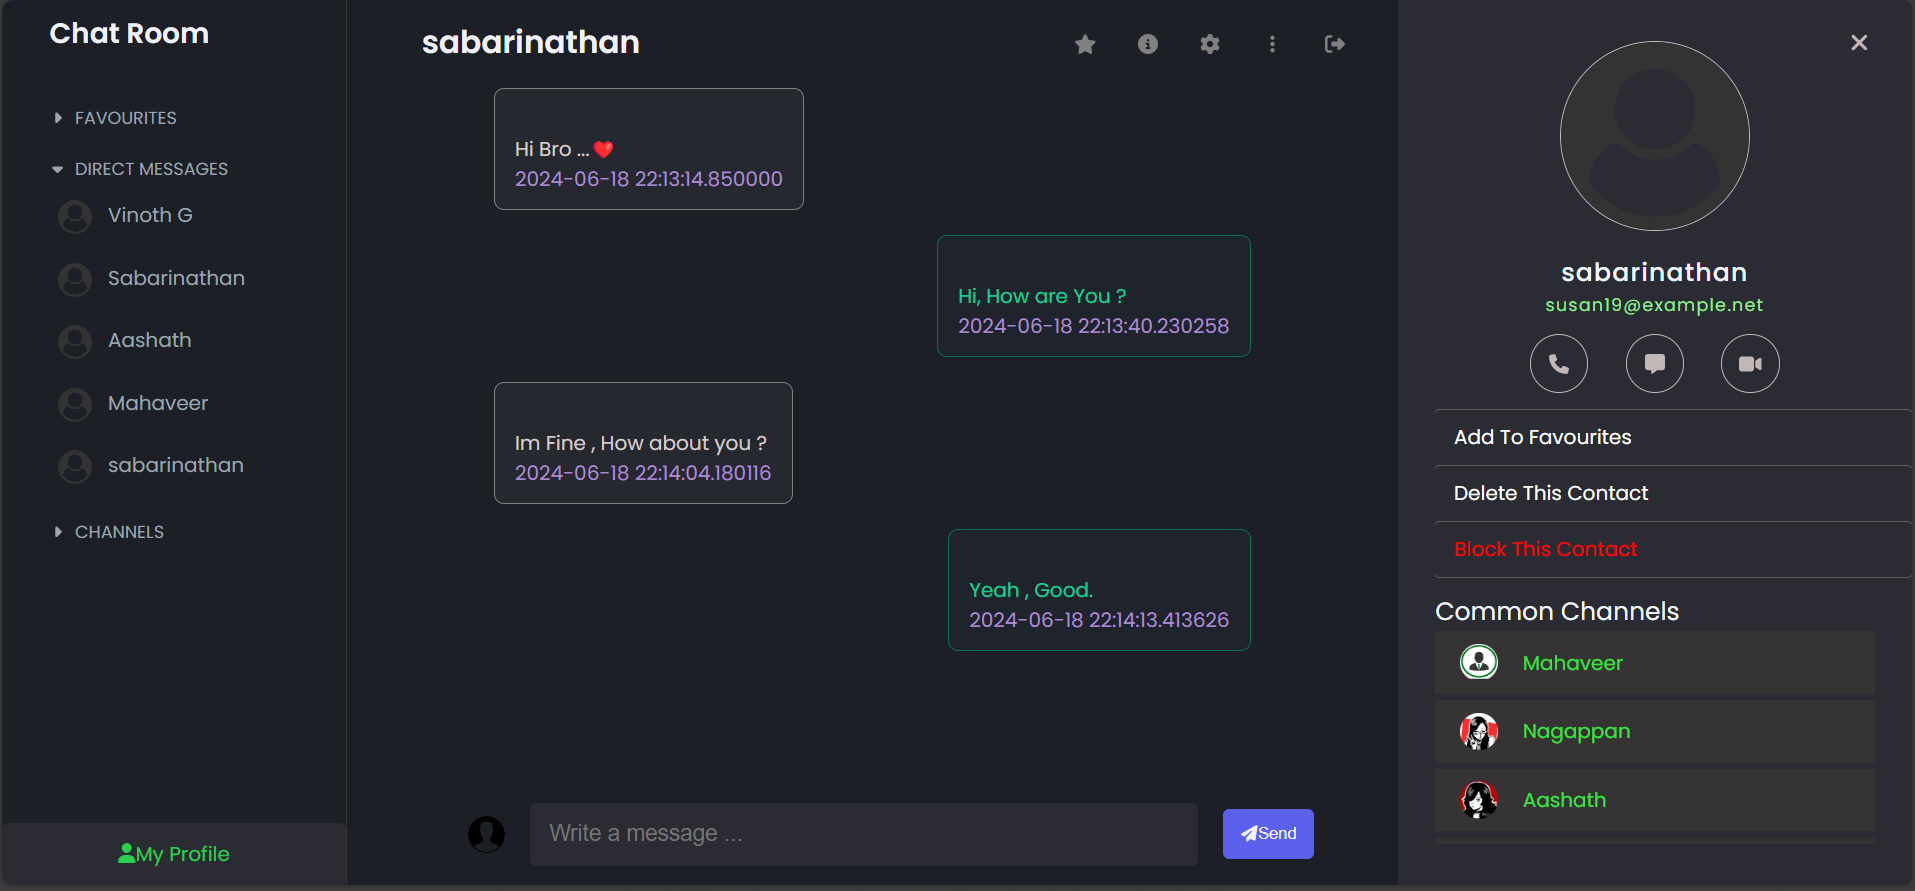 Chat Room
FAVOURITES
DIRECT MESSAGES
Vinoth G
Sabarinathan
Aashath
Mahaveer
sabarinathan
CHANNELS
My Profile
sabarinathan
Hi Bro ...❤️
2024-06-18 22:13:14.850000
Hi, How are You ?
2024-06-18 22:13:40.230258
Im Fine , How about you ?
2024-06-18 22:14:04.180116
Yeah , Good.
2024-06-18 22:14:13.413626
Write a message ...
Send
sabarinathan
susan19@example.net
Add To Favourites
Delete This Contact
Block This Contact
Common Channels
Mahaveer
Nagappan
Aashath